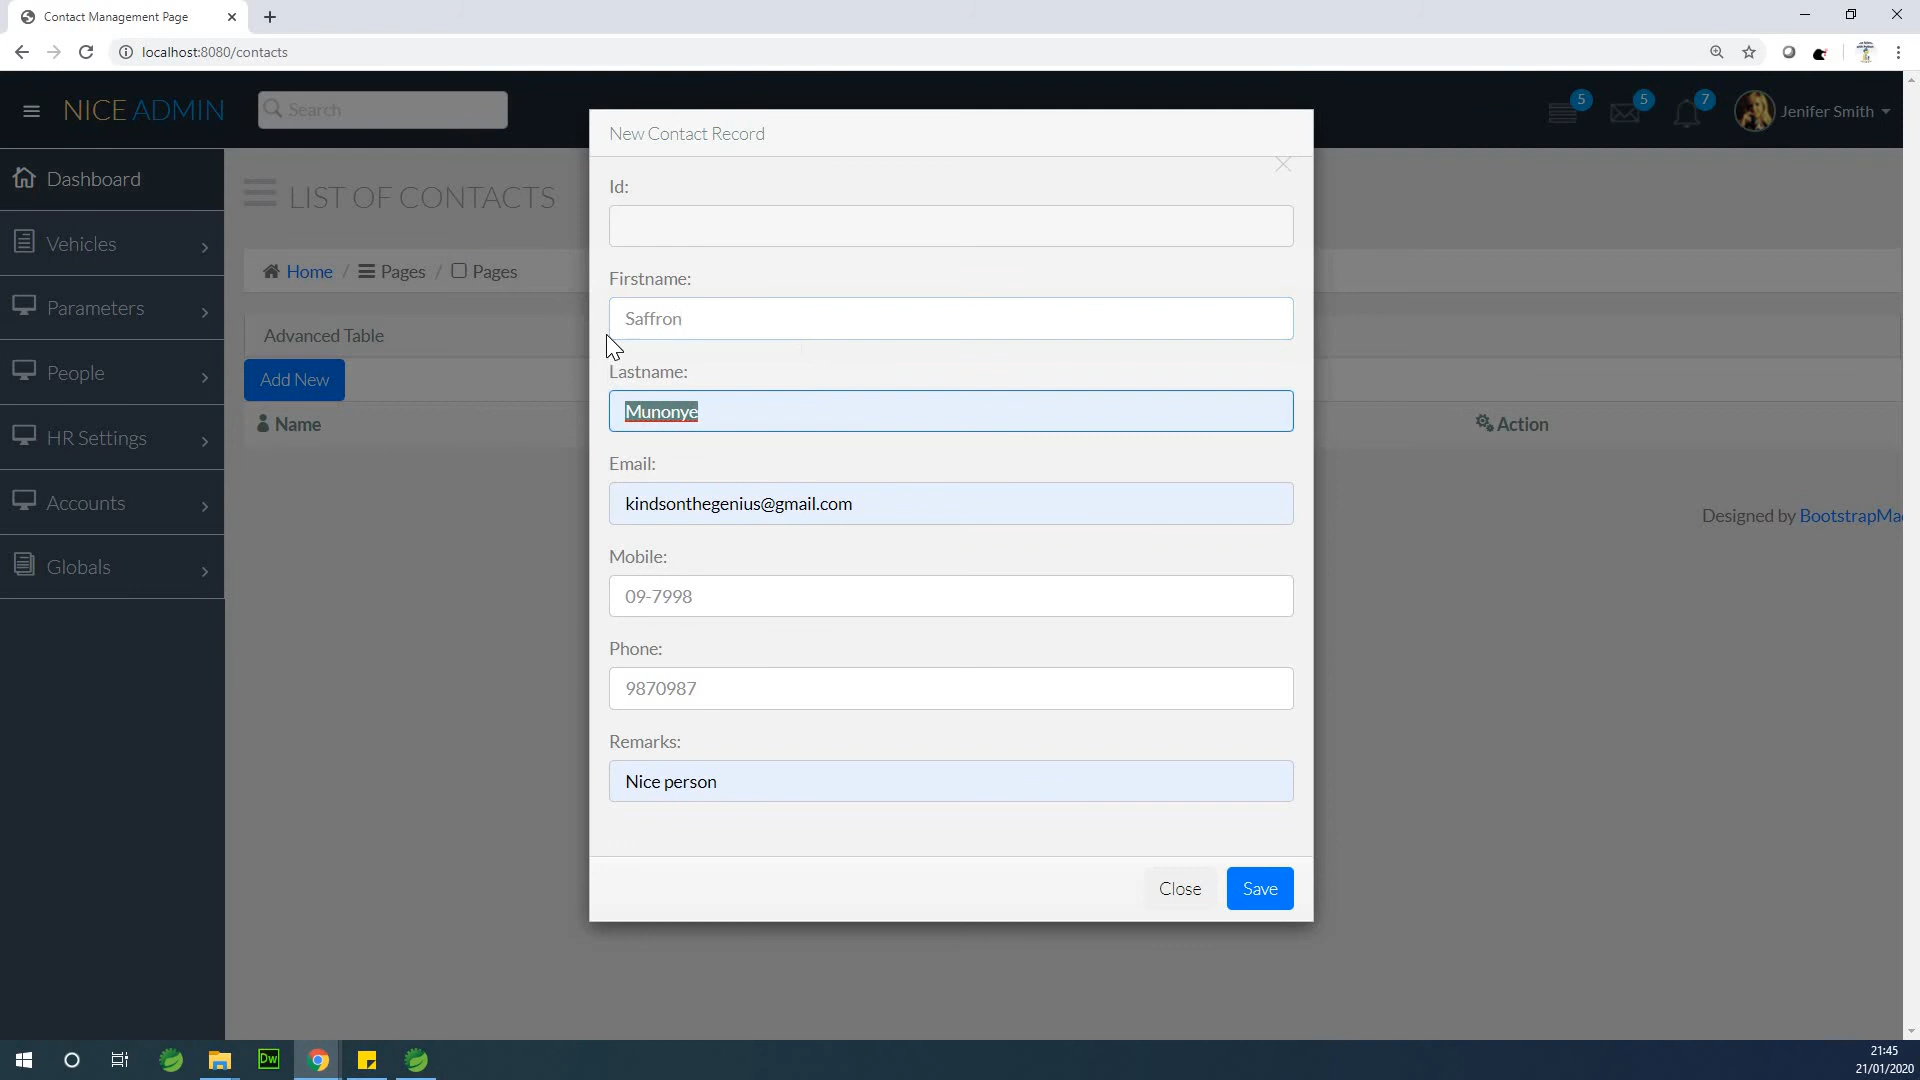 Contact Management Page
localhost:8080/contacts
NICE ADMIN
Search
5
5
7
Jenifer Smith
Dashboard
Vehicles
Parameters
People
HR Settings
Accounts
Globals
LIST OF CONTACTS
Home / Pages / Pages
Advanced Table
Add New
Name
Action
Designed by BootstrapMa
New Contact Record
Id:
Firstname:
Saffron
Lastname:
Munonye
Email:
kindsonthegenius@gmail.com
Mobile:
09-7998
Phone:
9870987
Remarks:
Nice person
Close
Save
Dw
21:45
21/01/2020